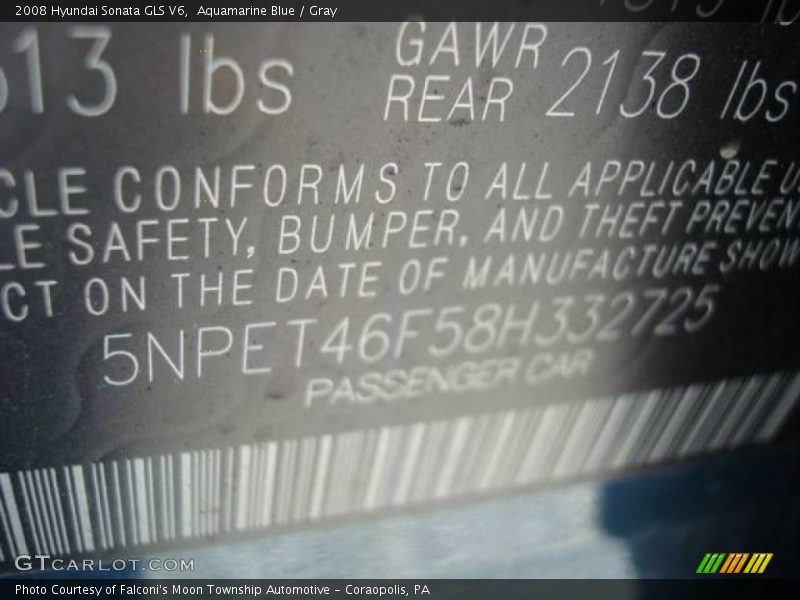 2008 Hyundai Sonata GLS V6,  Aquamarine Blue / Gray
13 lbs GAWR REAR 2138 lbs
CLE CONFORMS TO ALL APPLICABLE U
LE SAFETY, BUMPER, AND THEFT PREVEN
CT ON THE DATE OF MANUFACTURE SHOW
5NPET46F58H332725
PASSENGER CAR
GTCARLOT.COM
Photo Courtesy of Falconi's Moon Township Automotive - Coraopolis, PA